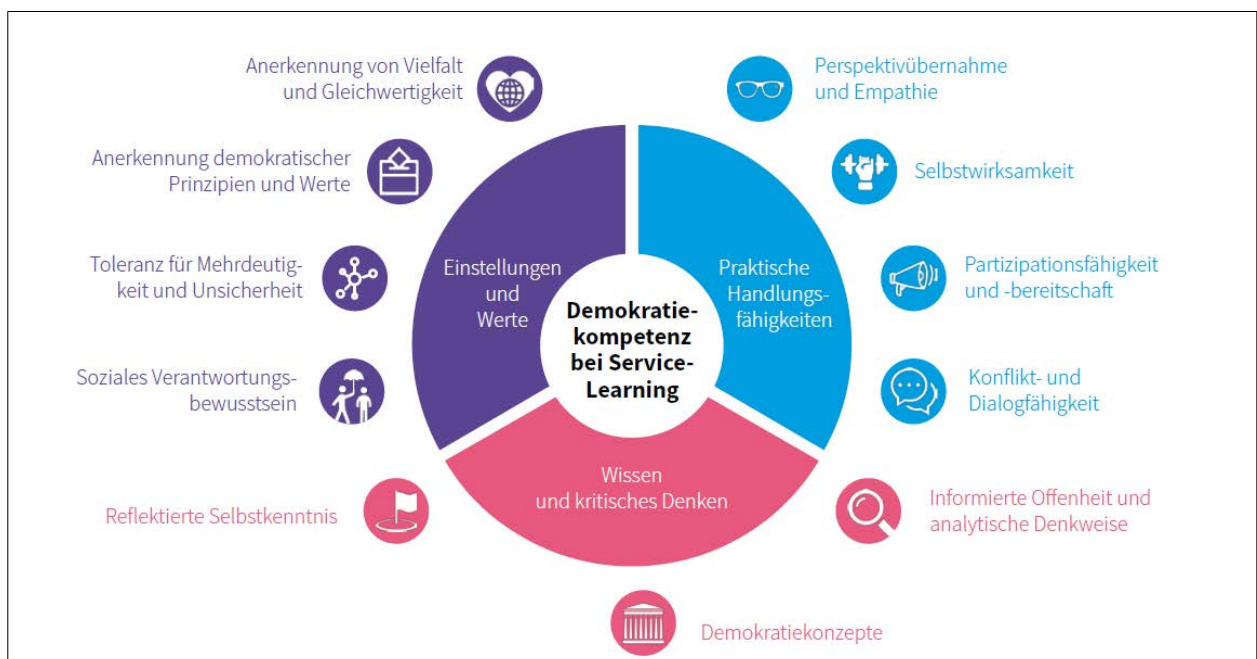 Anerkennung von Vielfalt
und Gleichwertigkeit
Perspektivübernahme
und Empathie
Anerkennung demokratischer
Prinzipien und Werte
Selbstwirksamkeit
Toleranz für Mehrdeutig-
keit und Unsicherheit
Einstellungen
und
Werte
Praktische
Handlungs-
fähigkeiten
Partizipationsfähigkeit
und -bereitschaft
Demokratie-
kompetenz
bei Service-
Learning
Soziales Verantwortungs-
bewusstsein
Konflikt- und
Dialogfähigkeit
Wissen
und kritisches Denken
Reflektierte Selbstkenntnis
Informierte Offenheit und
analytische Denkweise
Demokratiekonzepte